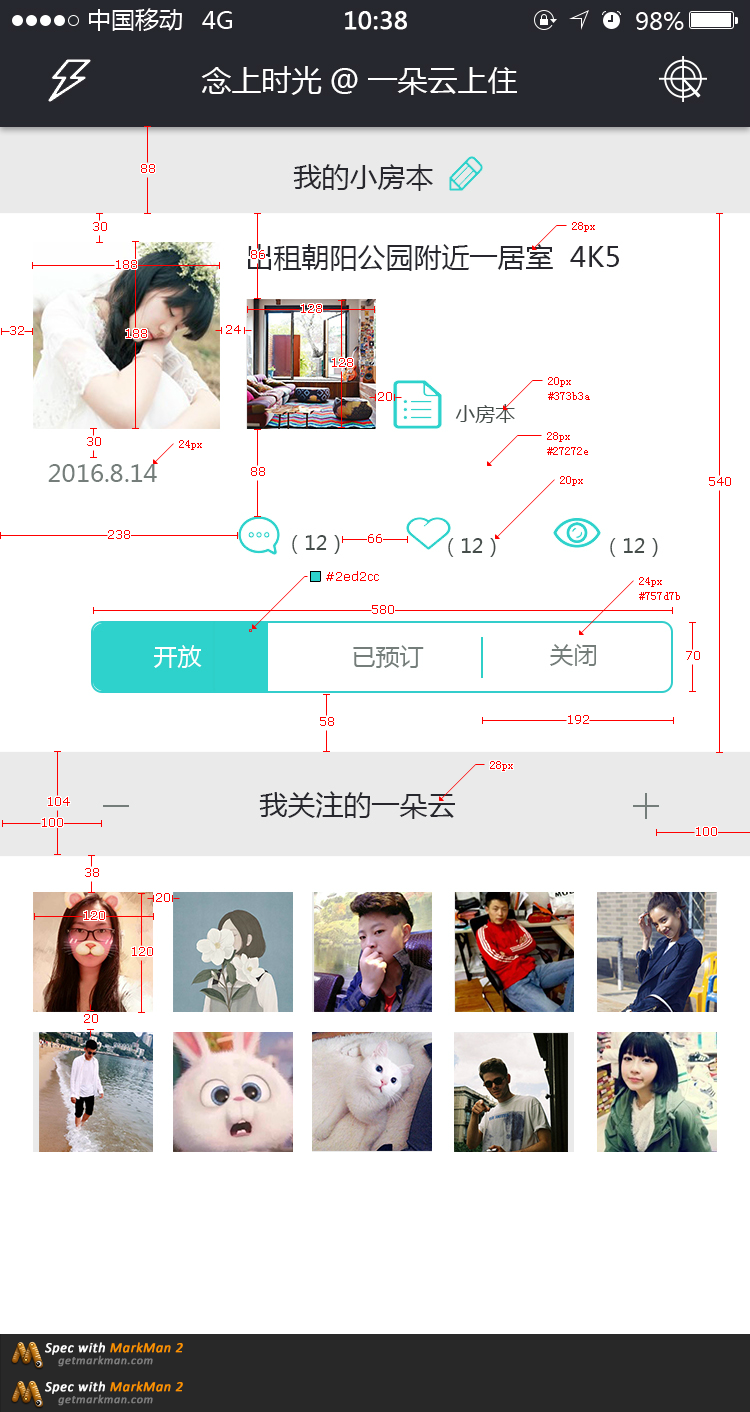 中国移动 4G 10:38 98%
念上时光 @ 一朵云上住
88
我的小房本
30
28px
86
出租朝阳公园附近一居室 4K5
188
32
188
24
128
128
20
20px
#373b3a
小房本
30
24px
28px
#27272e
2016.8.14
88
540
20px
238
(12)
66
(12)
(12)
#2ed2cc
24px
#757d7b
580
开放
已预订
关闭
70
58
192
28px
104
100
我关注的一朵云
100
38
20
120
120
20
Spec with MarkMan 2
getmarkman.com
Spec with MarkMan 2
getmarkman.com